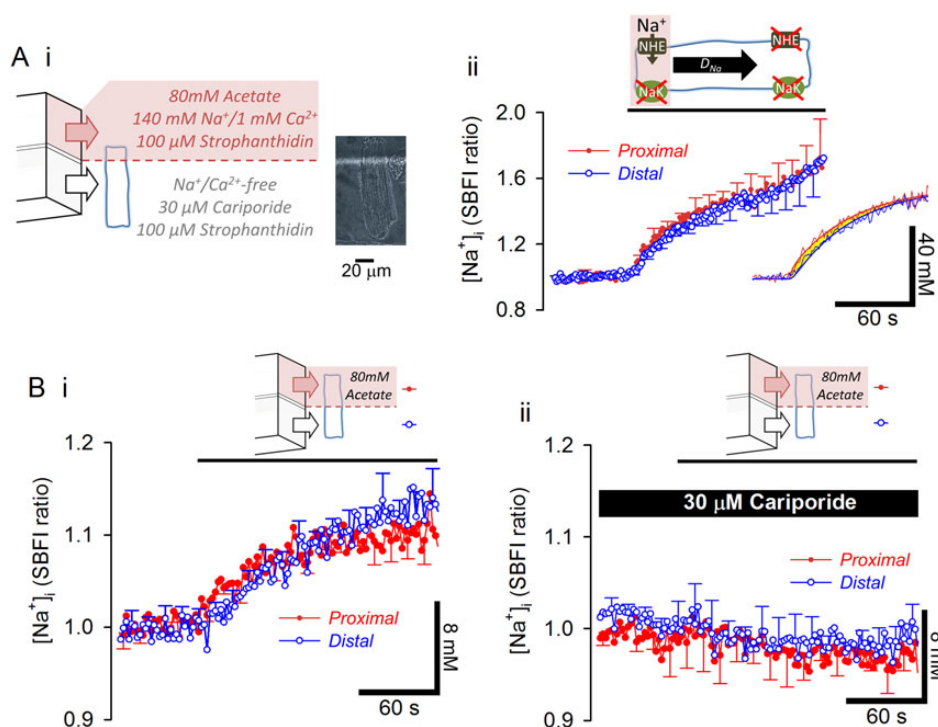 A i
80mM Acetate
140 mM Na⁺/1 mM Ca²⁺
100 µM Strophanthidin
Na⁺/Ca²⁺-free
30 µM Cariporide
100 µM Strophanthidin
20 µm
ii
Na⁺
NHE
NHE
D_Na
NaK
NaK
2.0
1.6
1.2
0.8
[Na⁺]i (SBFI ratio)
Proximal
Distal
40 mM
60 s
B i
80mM
Acetate
1.2
1.1
1.0
0.9
[Na⁺]i (SBFI ratio)
Proximal
Distal
8 mM
60 s
ii
80mM
Acetate
1.2
1.1
1.0
0.9
[Na⁺]i (SBFI ratio)
30 µM Cariporide
Proximal
Distal
8 mM
60 s